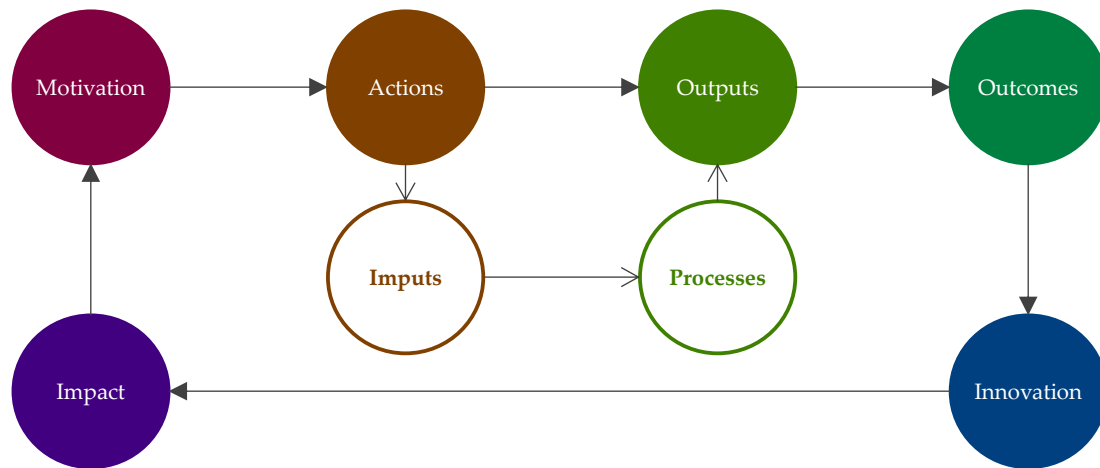 Motivation
Actions
Outputs
Outcomes
Imputs
Processes
Impact
Innovation